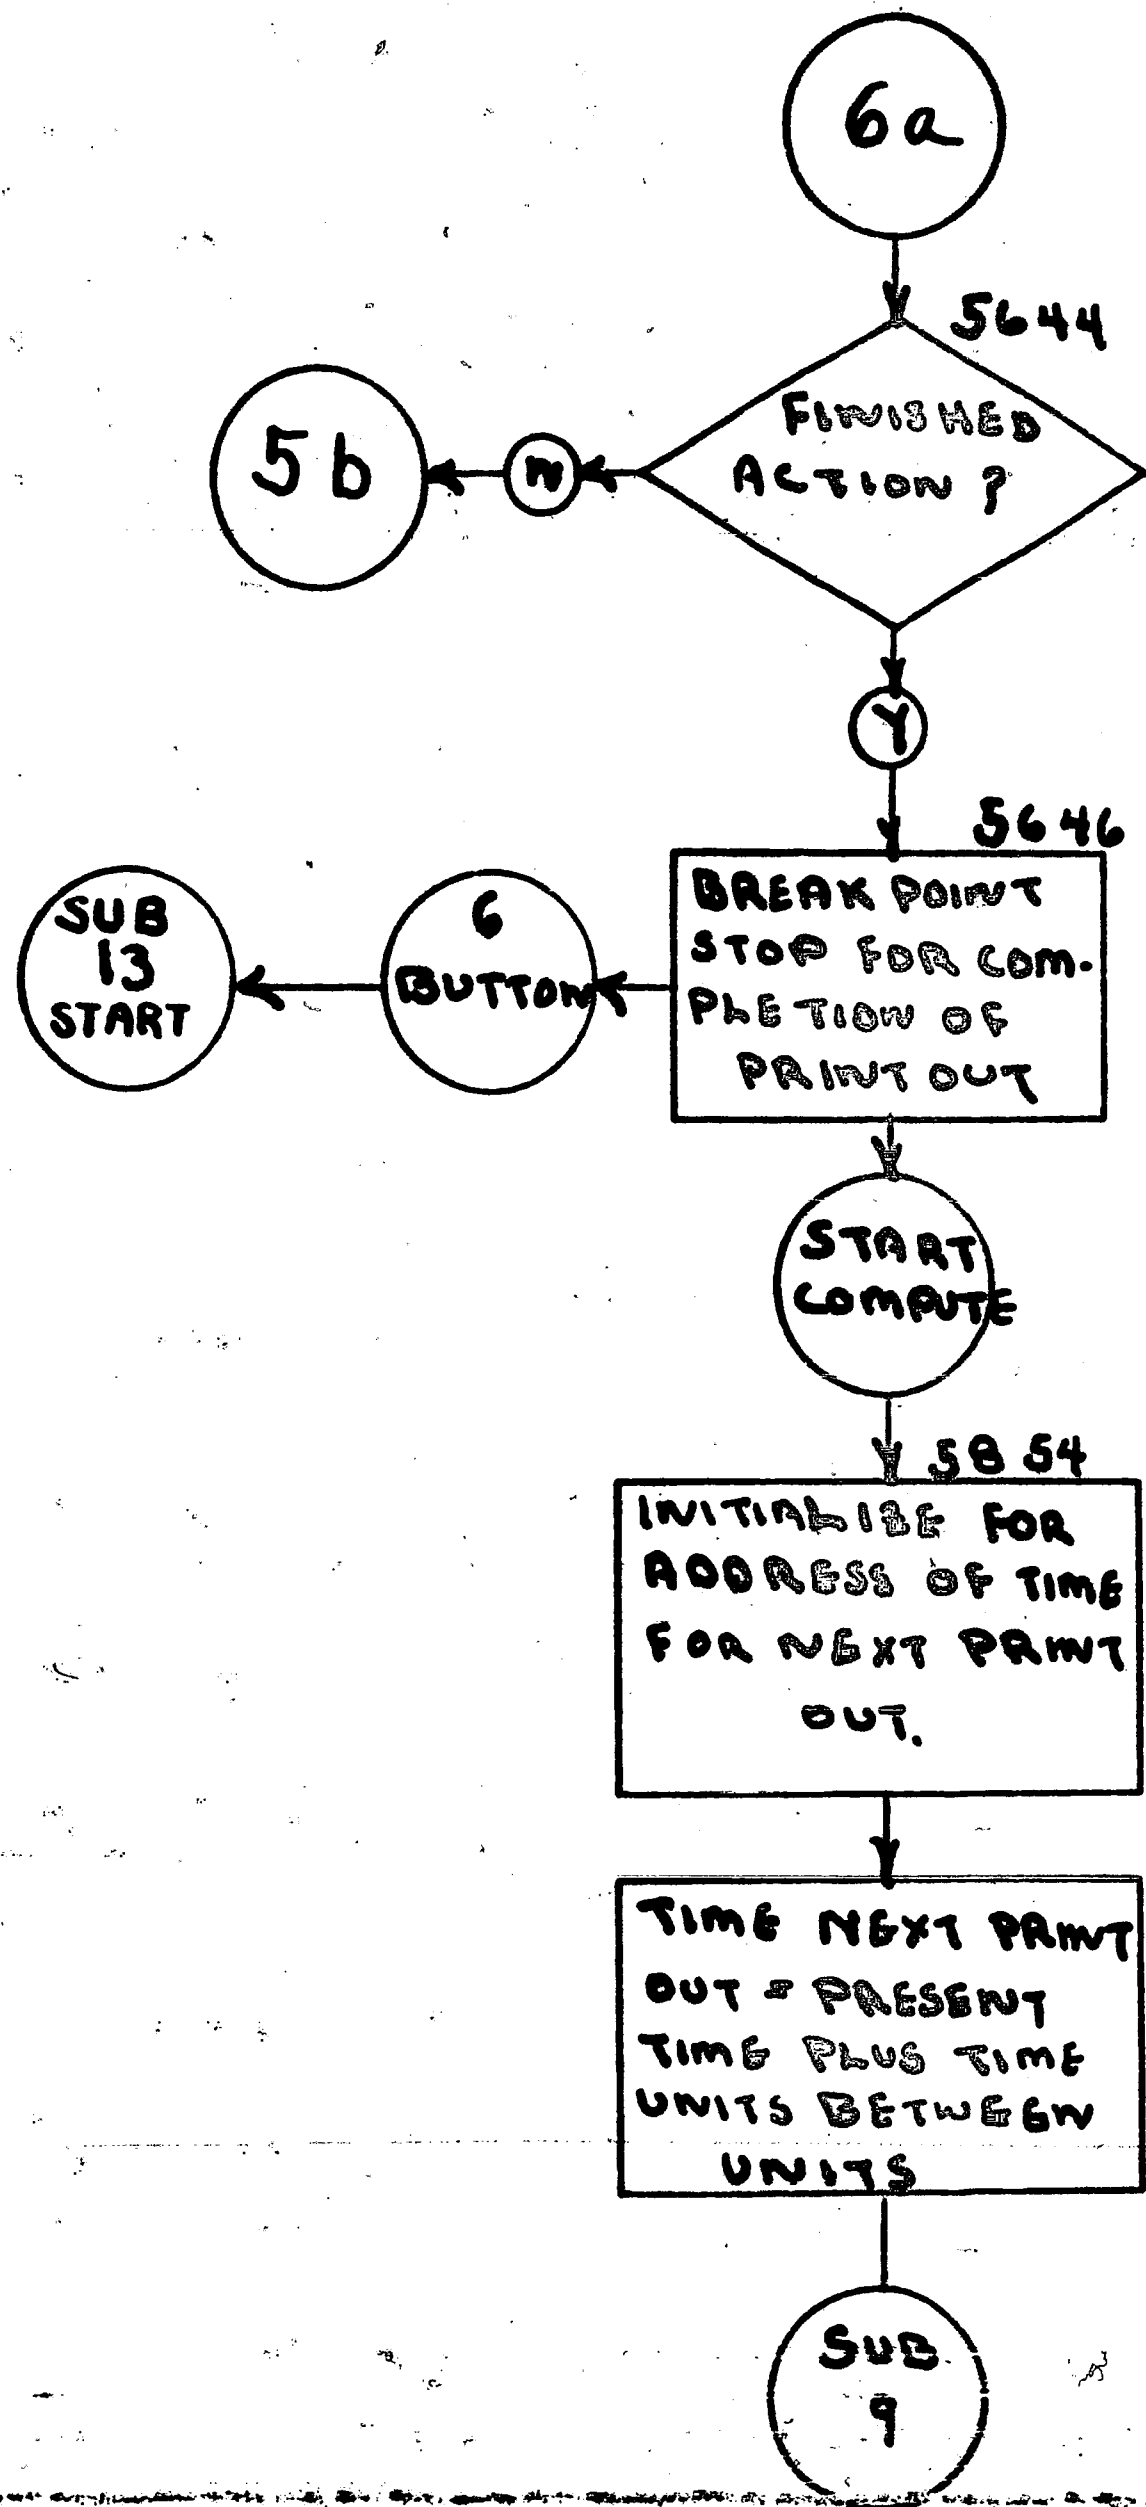 6a
5644
FINISHED
ACTION ?
N
5b
Y
5646
BREAK POINT
STOP FOR COM-
PLETION OF
PRINT OUT
6
BUTTON
SUB
13
START
START
COMPUTE
5854
INITIALIZE FOR
ADDRESS OF TIME
FOR NEXT PRINT
OUT.
TIME NEXT PRINT
OUT = PRESENT
TIME PLUS TIME
UNITS BETWEEN
UNITS
SUB
9